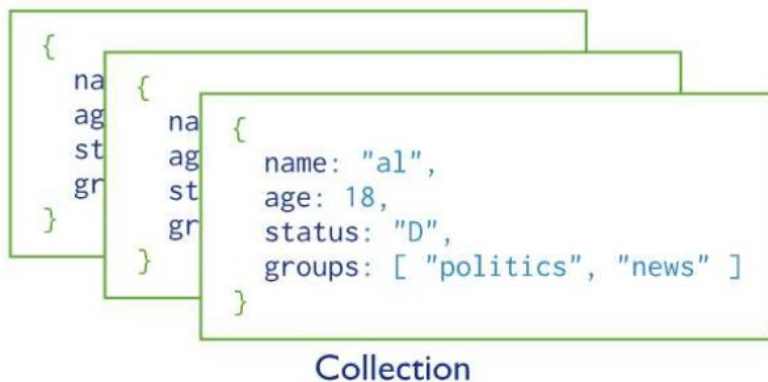 {
na
ag
st
gr
}
{
na
ag
st
gr
}
{
name: "al",
age: 18,
status: "D",
groups: [ "politics", "news" ]
}
Collection